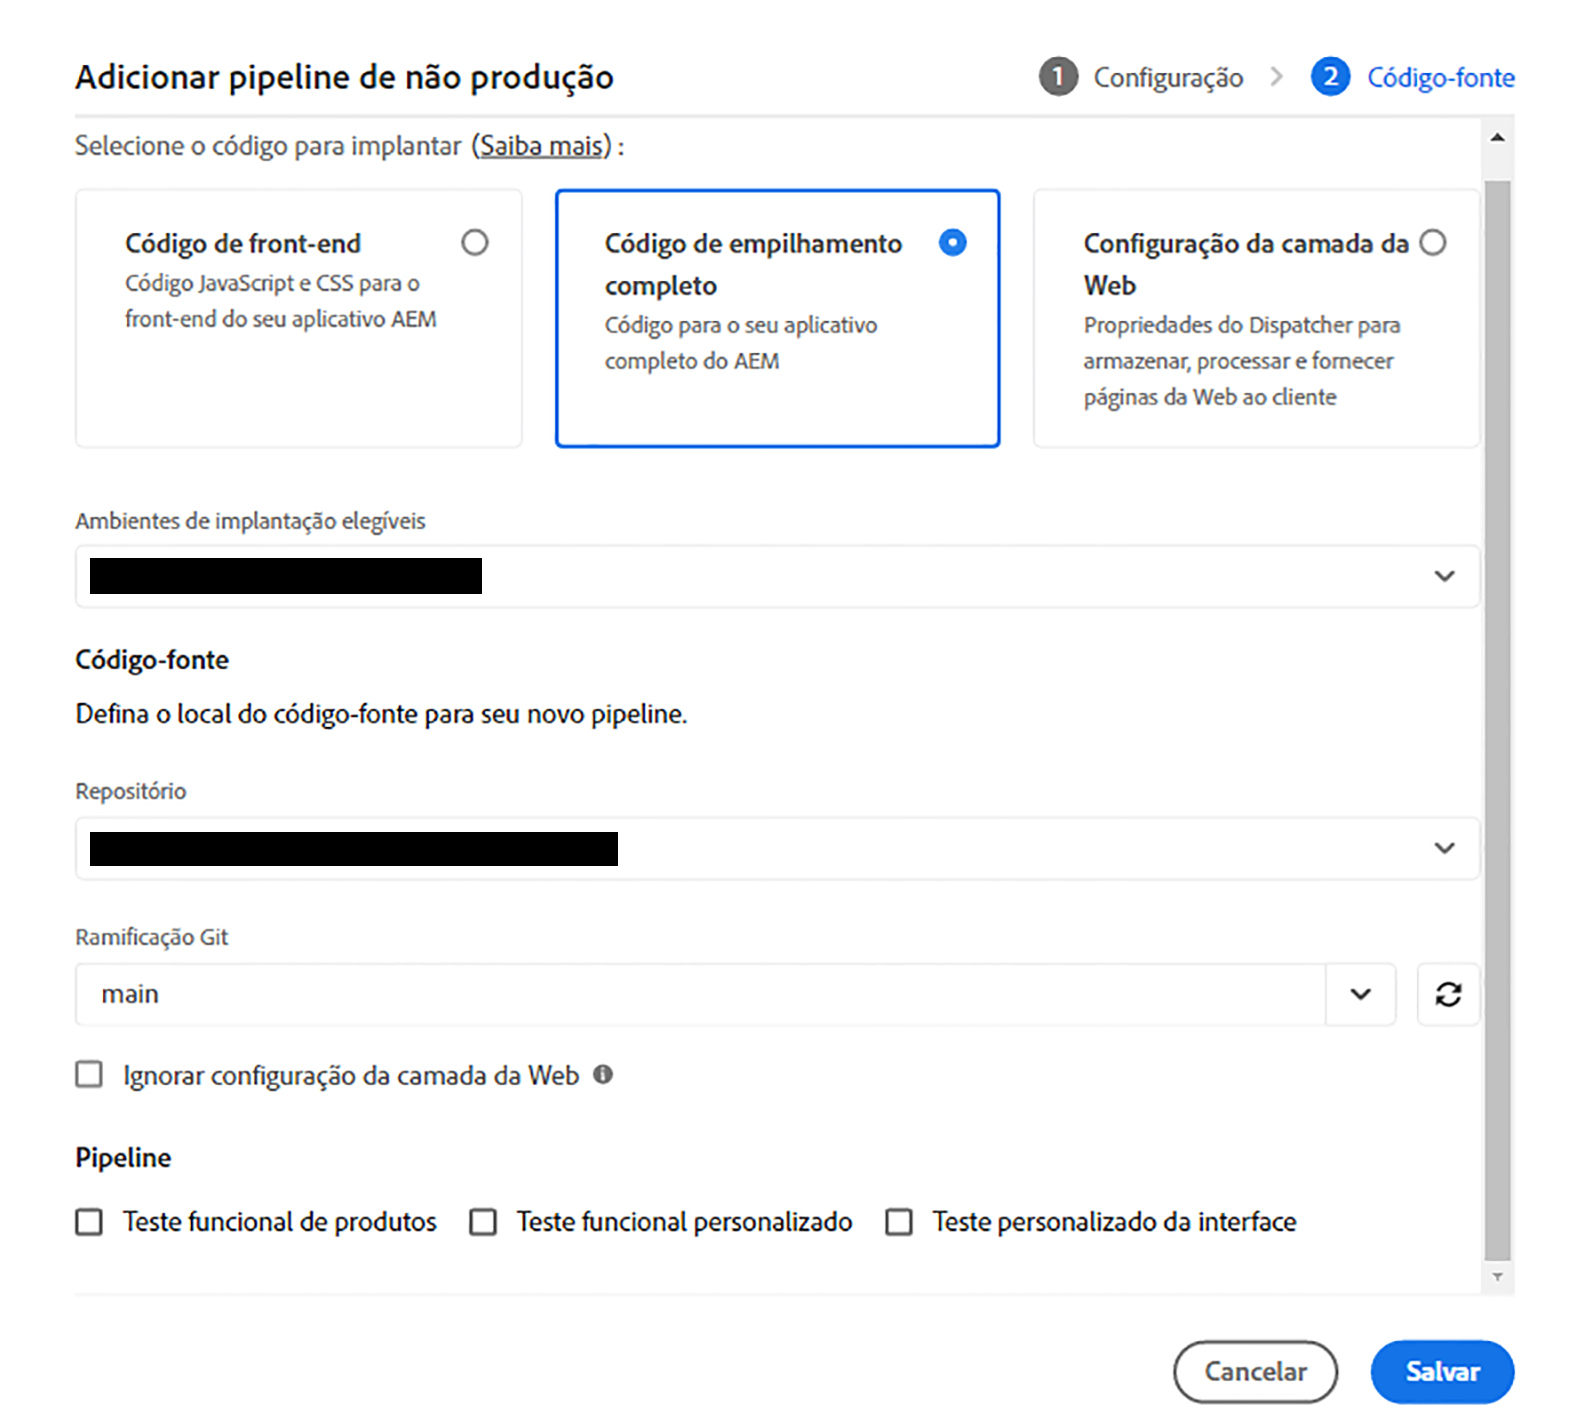 Adicionar pipeline de não produção
1 Configuração > 2 Código-fonte
Selecione o código para implantar (Saiba mais) :
Código de front-end
Código JavaScript e CSS para o
front-end do seu aplicativo AEM
Código de empilhamento
completo
Código para o seu aplicativo
completo do AEM
Configuração da camada da
Web
Propriedades do Dispatcher para
armazenar, processar e fornecer
páginas da Web ao cliente
Ambientes de implantação elegíveis
Código-fonte
Defina o local do código-fonte para seu novo pipeline.
Repositório
Ramificação Git
main
Ignorar configuração da camada da Web
Pipeline
Teste funcional de produtos Teste funcional personalizado Teste personalizado da interface
Cancelar Salvar